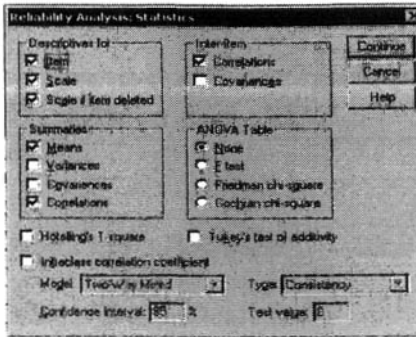 Reliability Analysis: Statistics
Descriptives for
Item
Scale
Scale if item deleted
Inter-Item
Correlations
Covariances
Continue
Cancel
Help
Summaries
Means
Variances
Covariances
Correlations
ANOVA Table
None
F test
Friedman chi-square
Cochran chi-square
Hotelling's T-square
Tukey's test of additivity
Intraclass correlation coefficient
Model: Two-Way Mixed
Type: Consistency
Confidence interval: 95 %
Test value: 0